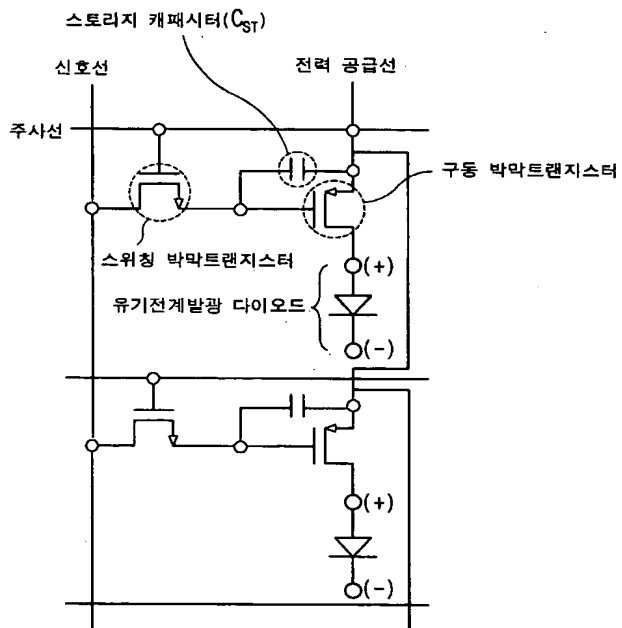 스토리지 캐패시터(C_ST)
신호선
전력 공급선
주사선
구동 박막트랜지스터
스위칭 박막트랜지스터
(+)
유기전계발광 다이오드
(-)
(+)
(-)